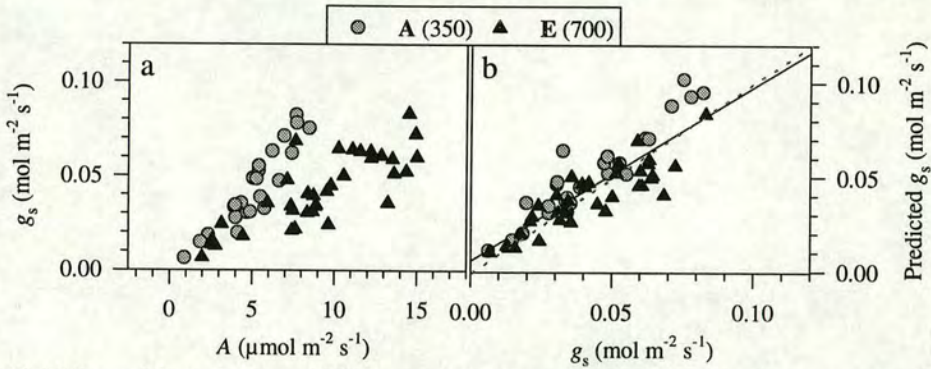 A (350) E (700)
a
b
g_s (mol m⁻² s⁻¹)
0.10
0.05
0.00
0 5 10 15
A (µmol m⁻² s⁻¹)
0.00 0.05 0.10
g_s (mol m⁻² s⁻¹)
0.10
0.05
0.00
Predicted g_s (mol m⁻² s⁻¹)